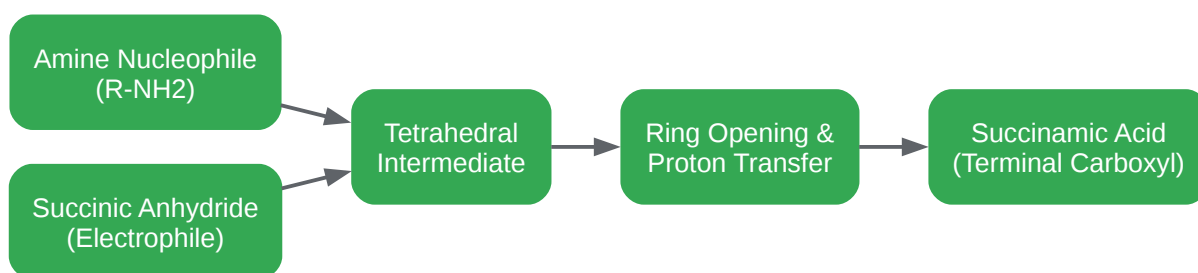 Amine Nucleophile
(R-NH2)
Succinic Anhydride
(Electrophile)
Tetrahedral
Intermediate
Ring Opening &
Proton Transfer
Succinamic Acid
(Terminal Carboxyl)